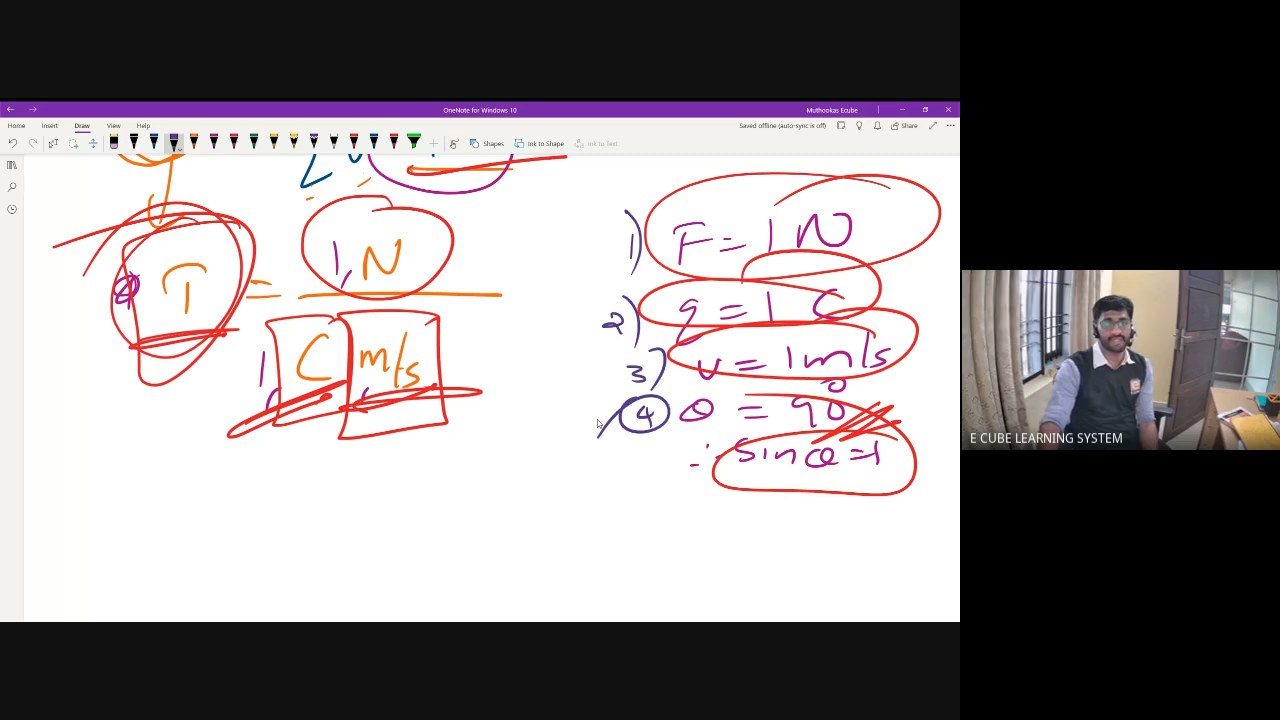 OneNote for Windows 10
Muthookas Ecube
Home Insert Draw View Help
Saved offline (auto-sync is off) Share
Shapes Ink to Shape Ink to Text
1) F = 1 N
1 T = 1 N
1 C 1 m/s
2) q = 1 C
3) v = 1 m/s
4 θ = 90°
∴ Sin θ = 1
E CUBE LEARNING SYSTEM